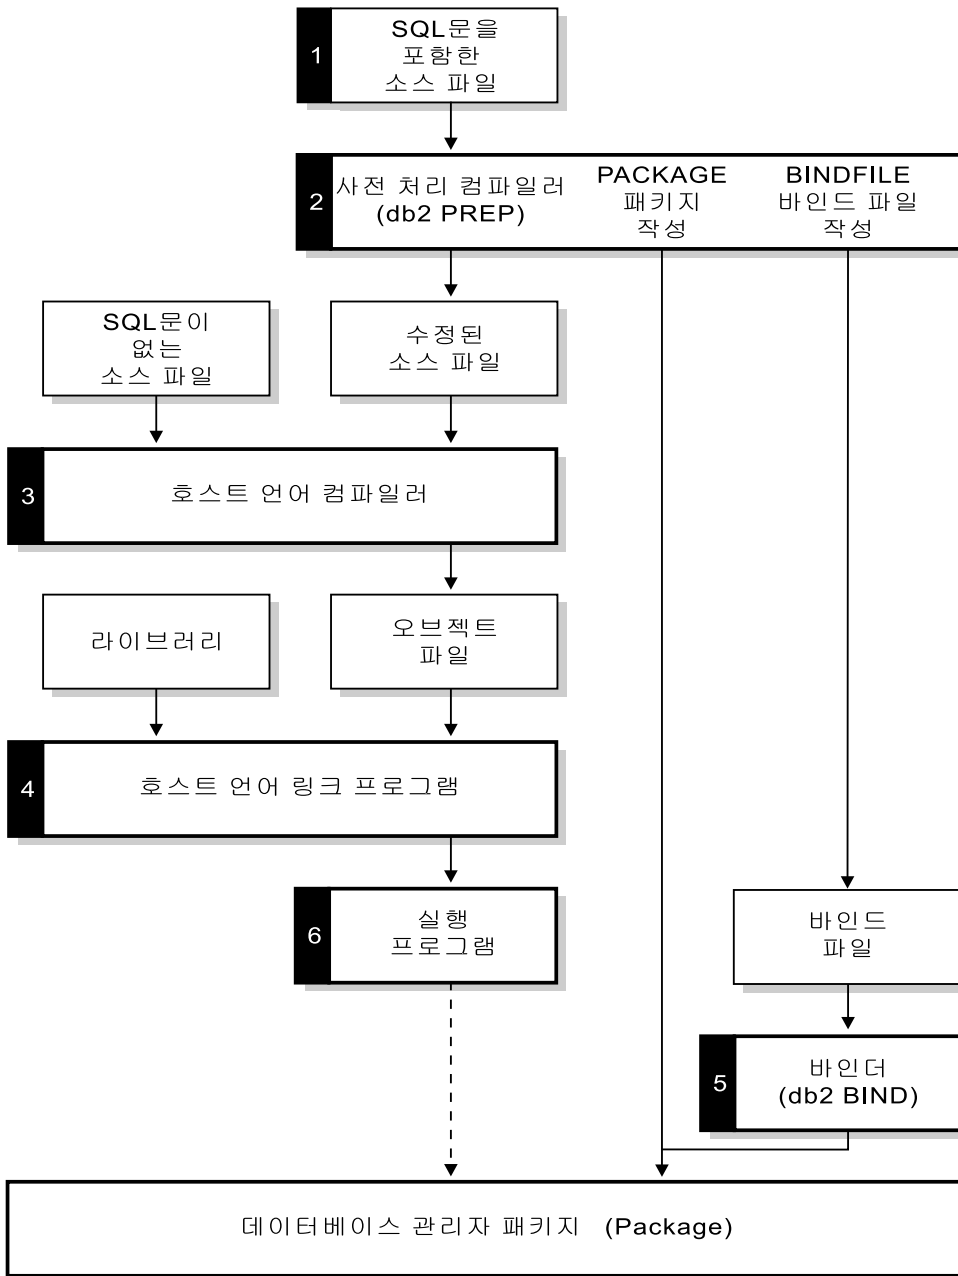 1
SQL문을
포함한
소스 파일
2
사전 처리 컴파일러
(db2 PREP)
PACKAGE
패키지
작성
BINDFILE
바인드 파일
작성
SQL문이
없는
소스 파일
수정된
소스 파일
3
호스트 언어 컴파일러
라이브러리
오브젝트
파일
4
호스트 언어 링크 프로그램
6
실행
프로그램
바인드
파일
5
바인더
(db2 BIND)
데이터베이스 관리자 패키지 (Package)